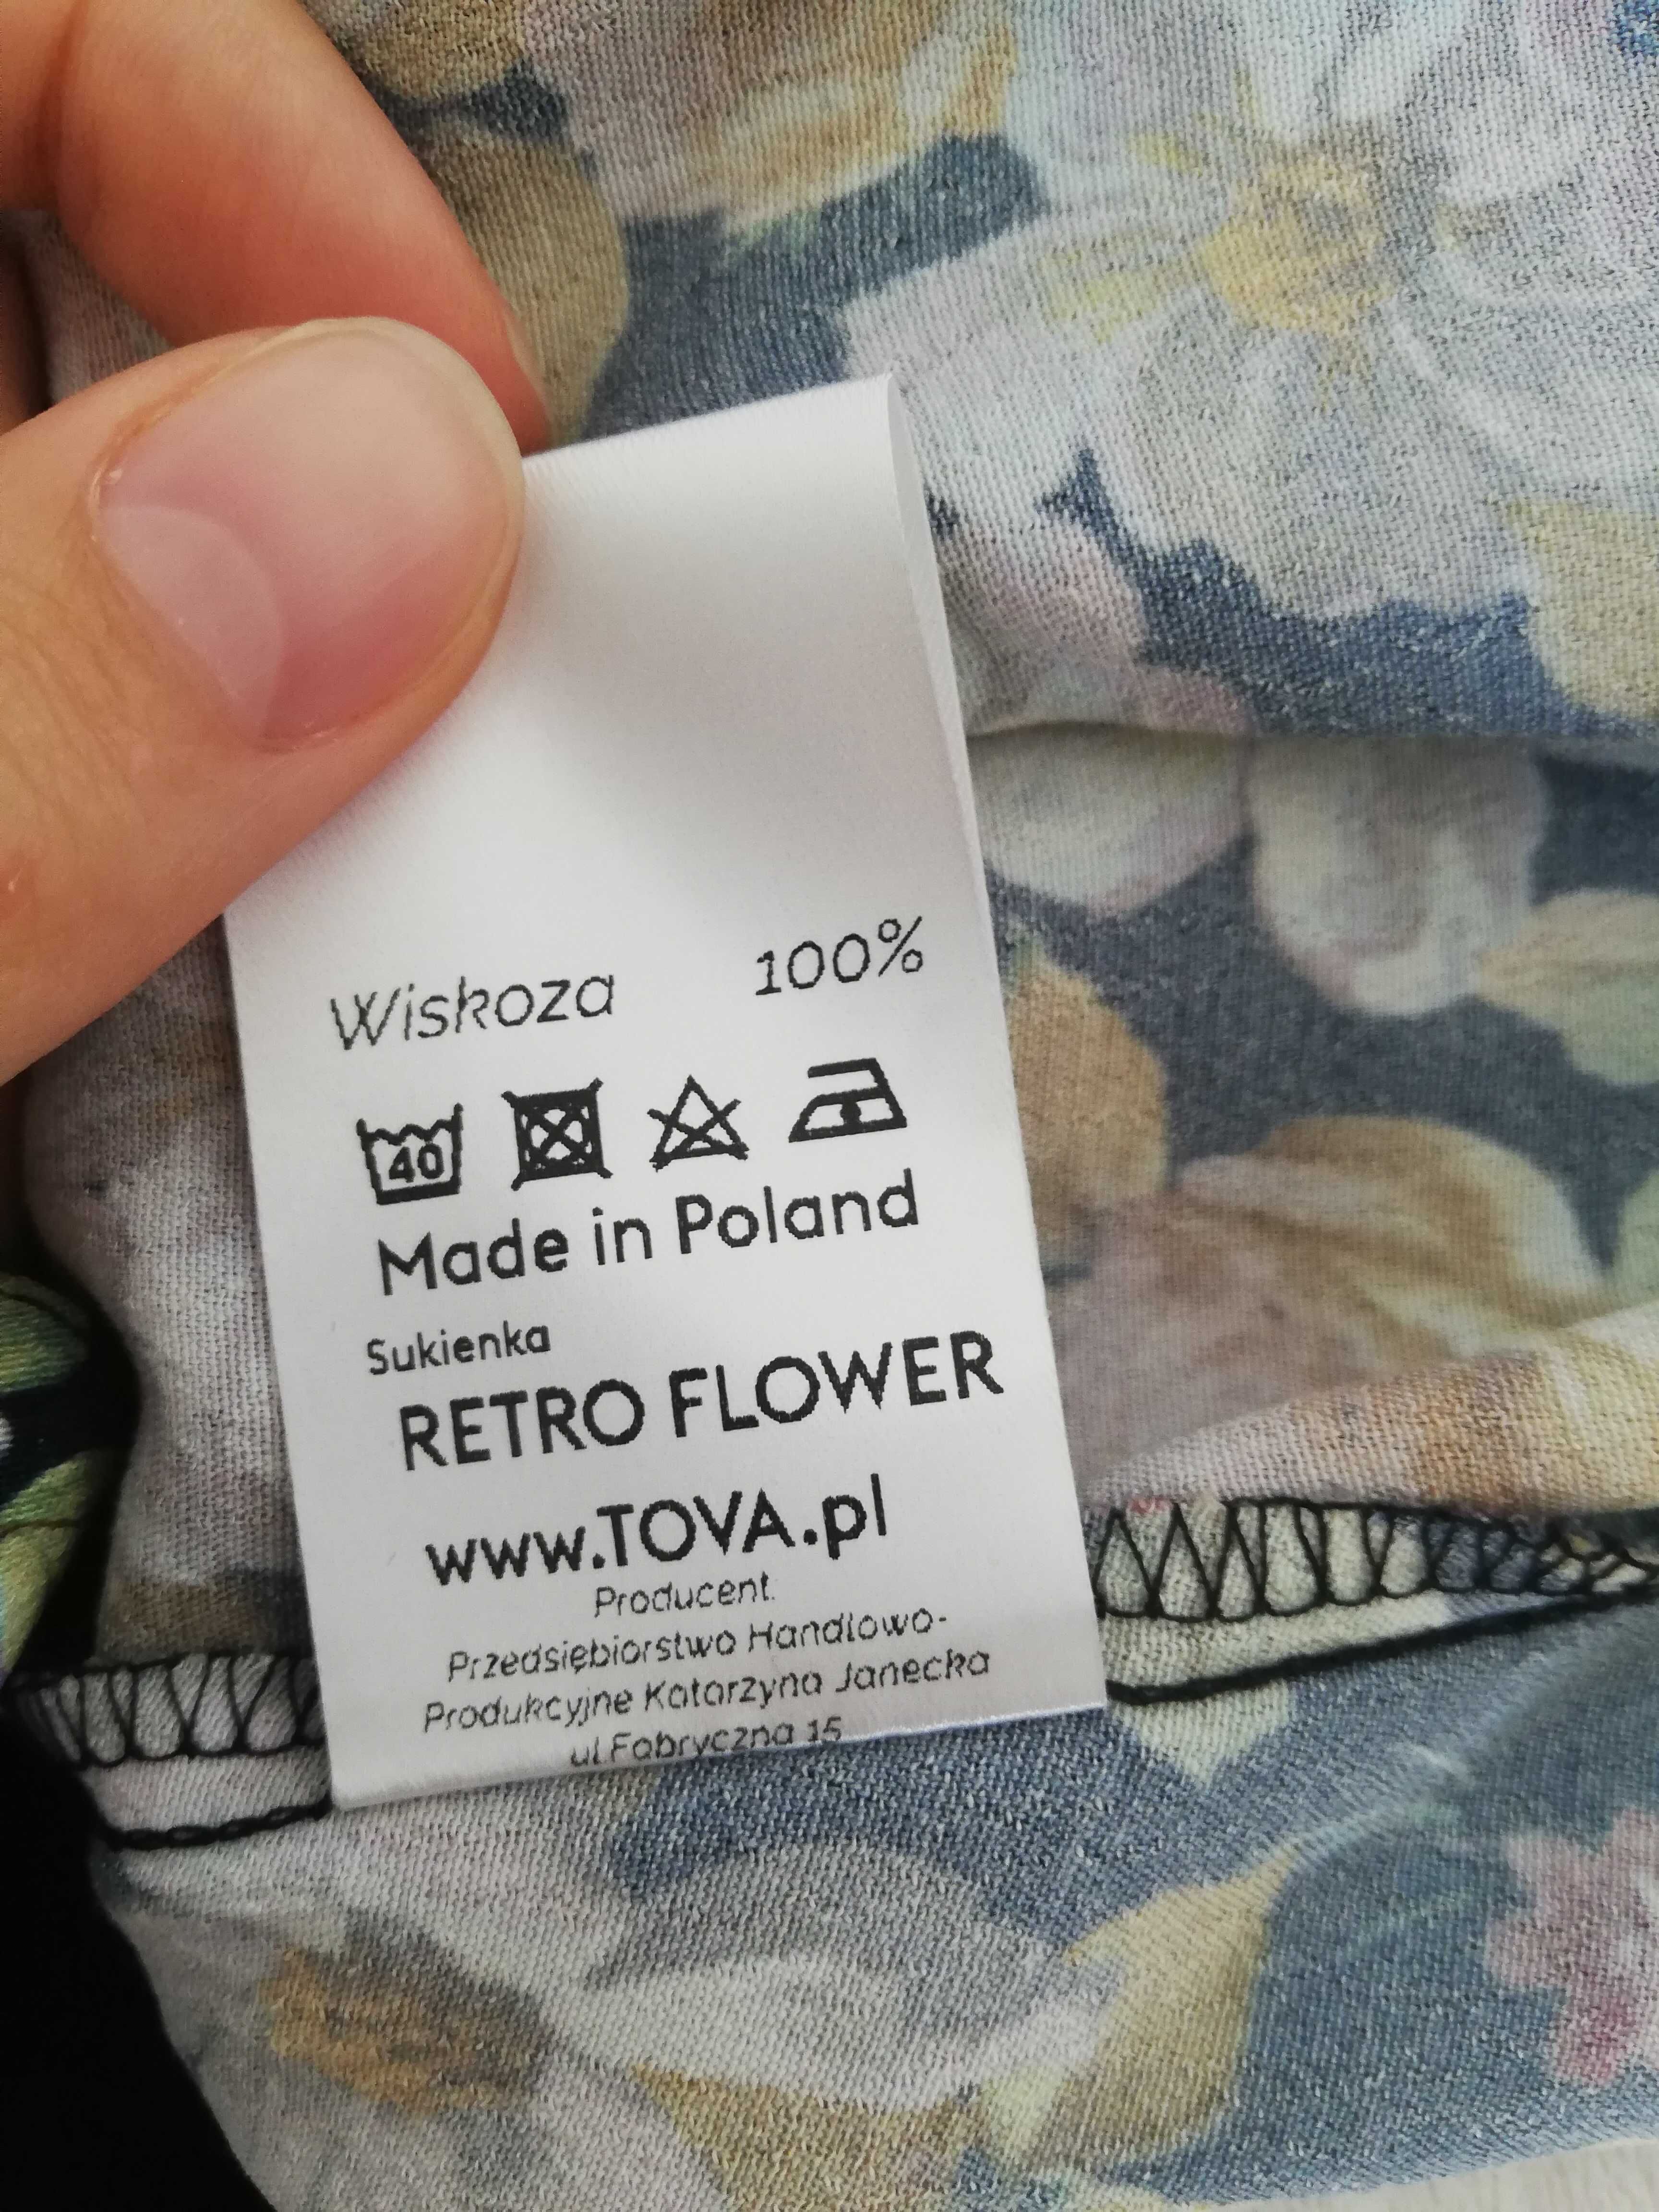 Wiskoza 100%
40
Made in Poland
Sukienka
RETRO FLOWER
www.TOVA.pl
Producent:
Przedsiębiorstwo Handlowo-
Produkcyjne Katarzyna Janecka
ul.Fabryczna 15